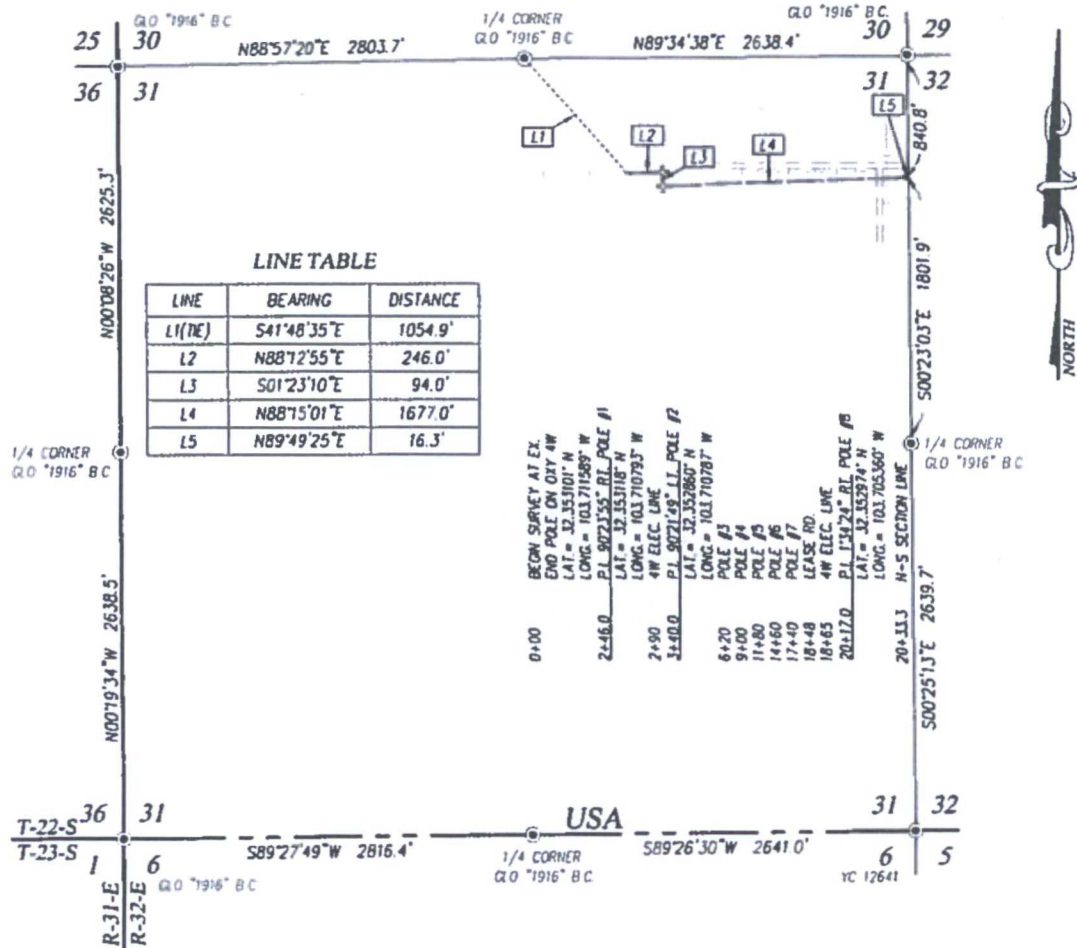 GLO "1916" B C
1/4 CORNER
GLO "1916" B C
GLO "1916" B.C.
25 30
N88°57'20"E 2803.7'
N89°34'38"E 2638.4'
30 29
36 31
31 32
L1
L2
L3
L4
L5
840.8'
N00°08'26"W 2625.3'
S00°23'03"E 1801.9'
NORTH
LINE TABLE
LINE BEARING DISTANCE
L1(TIE) S41°48'35"E 1054.9'
L2 N88°12'55"E 246.0'
L3 S01°23'10"E 94.0'
L4 N88°15'01"E 1677.0'
L5 N89°49'25"E 16.3'
1/4 CORNER
GLO "1916" B C
1/4 CORNER
GLO "1916" B C
0+00 BEGIN SURVEY AT EX.
END POLE ON OXY 4W
LAT.= 32.353101° N
LONG.= 103.711589° W
2+46.0 P.I. 90°23'55" RT. POLE #1
LAT.= 32.353118° N
LONG.= 103.710793° W
2+90 4W ELEC. LINE
3+40.0 P.I. 90°21'49" LT. POLE #2
LAT.= 32.352860° N
LONG.= 103.710787° W
6+20 POLE #3
9+00 POLE #4
11+80 POLE #5
14+60 POLE #6
17+40 POLE #7
18+48 LEASE RD.
18+65 4W ELEC. LINE
20+17.0 P.I. 1°34'24" RT. POLE #8
LAT.= 32.352974° N
LONG.= 103.705360° W
20+33.3 N-S SECTION LINE
N00°19'34"W 2638.5'
S00°25'13"E 2639.7'
36 31
USA
31 32
T-22-S
T-23-S
S89°27'49"W 2816.4'
S89°26'30"W 2641.0'
1 6
GLO "1916" B C
1/4 CORNER
GLO "1916" B C
6 5
YC 12641
R-31-E
R-32-E